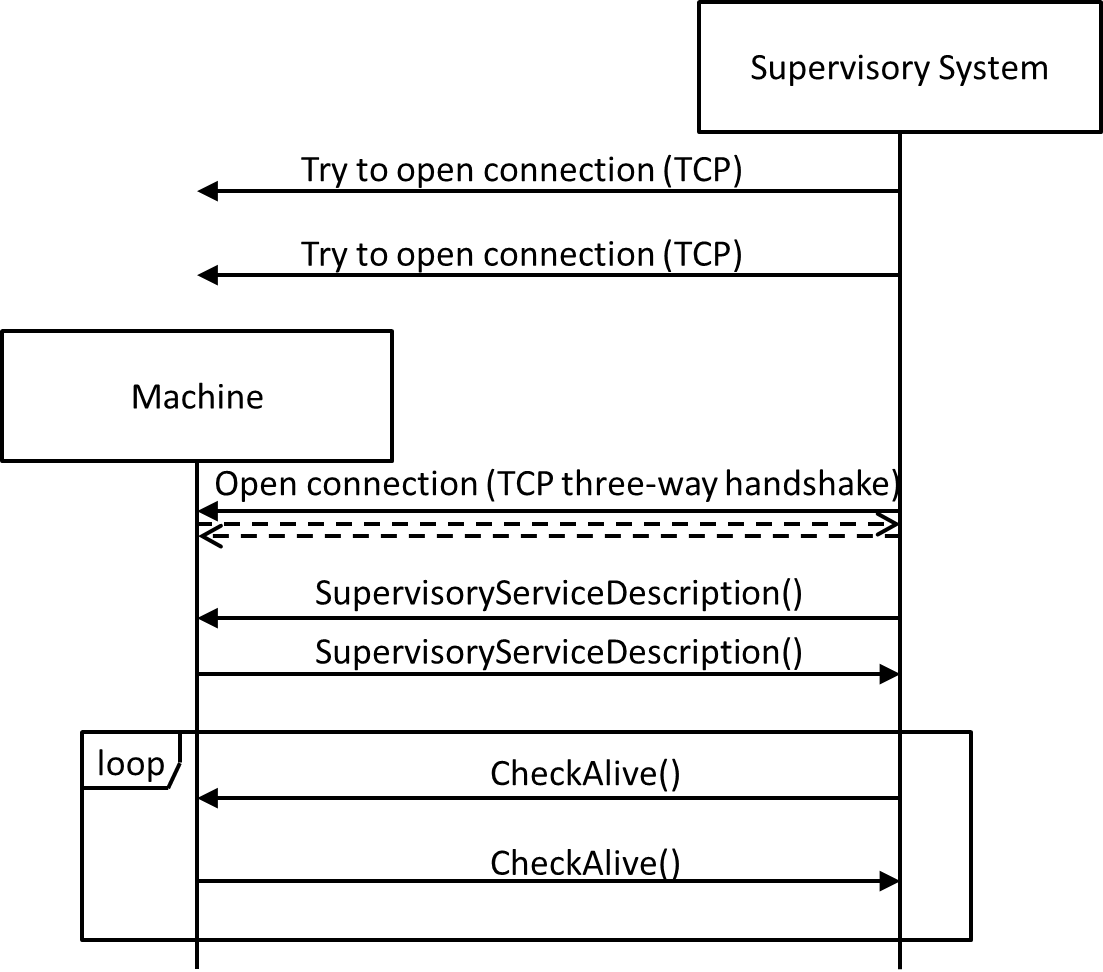 Supervisory System
Try to open connection (TCP)
Try to open connection (TCP)
Machine
Open connection (TCP three-way handshake)
SupervisoryServiceDescription()
SupervisoryServiceDescription()
loop
CheckAlive()
CheckAlive()